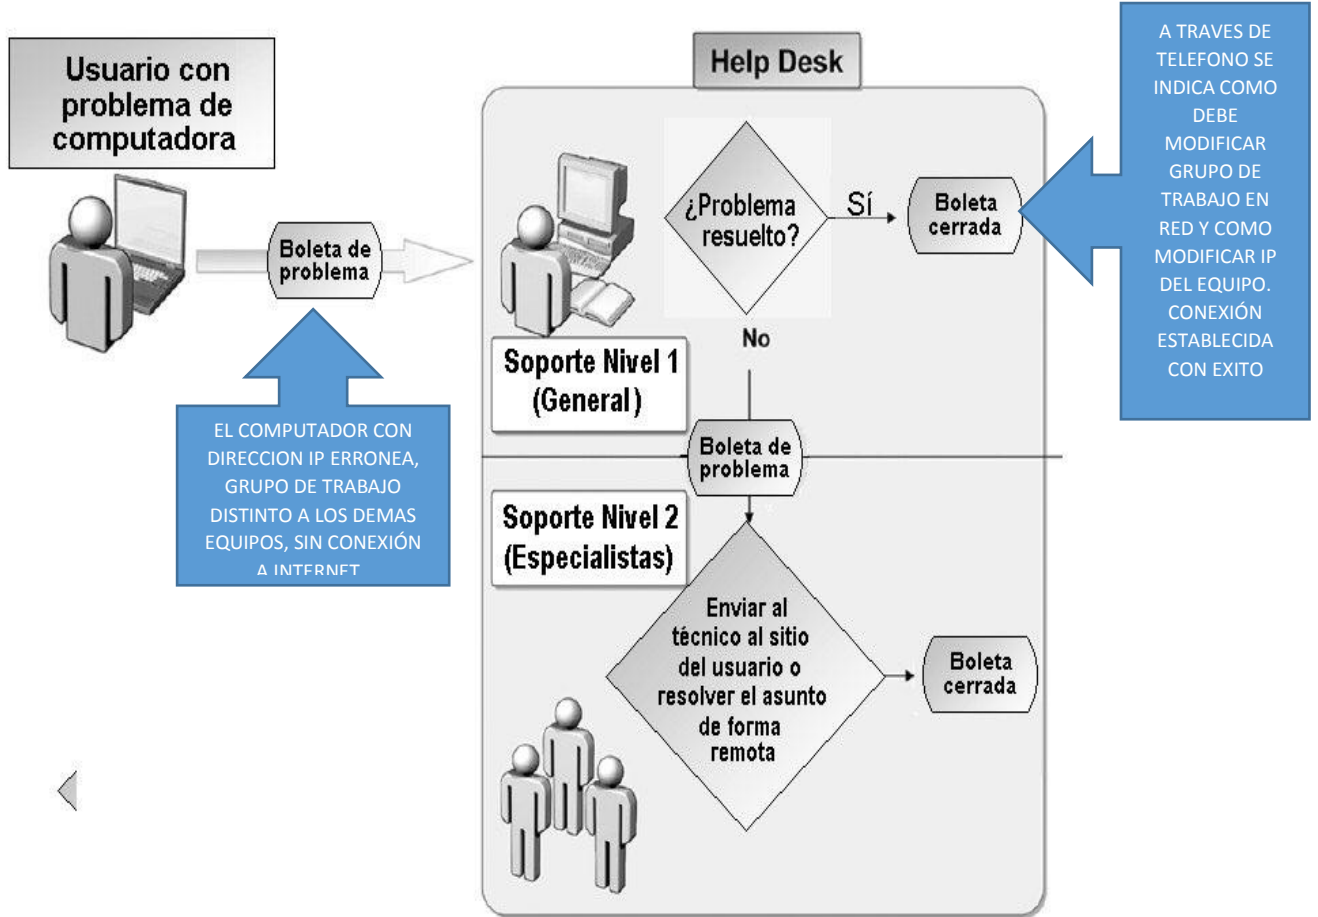 Usuario con
problema de
computadora
Boleta de
problema
EL COMPUTADOR CON
DIRECCION IP ERRONEA,
GRUPO DE TRABAJO
DISTINTO A LOS DEMAS
EQUIPOS, SIN CONEXIÓN
A INTERNET
Help Desk
¿Problema
resuelto?
Sí
Boleta
cerrada
A TRAVES DE
TELEFONO SE
INDICA COMO
DEBE
MODIFICAR
GRUPO DE
TRABAJO EN
RED Y COMO
MODIFICAR IP
DEL EQUIPO.
CONEXIÓN
ESTABLECIDA
CON EXITO
No
Soporte Nivel 1
(General)
Boleta de
problema
Soporte Nivel 2
(Especialistas)
Enviar al
técnico al sitio
del usuario o
resolver el asunto
de forma
remota
Boleta
cerrada